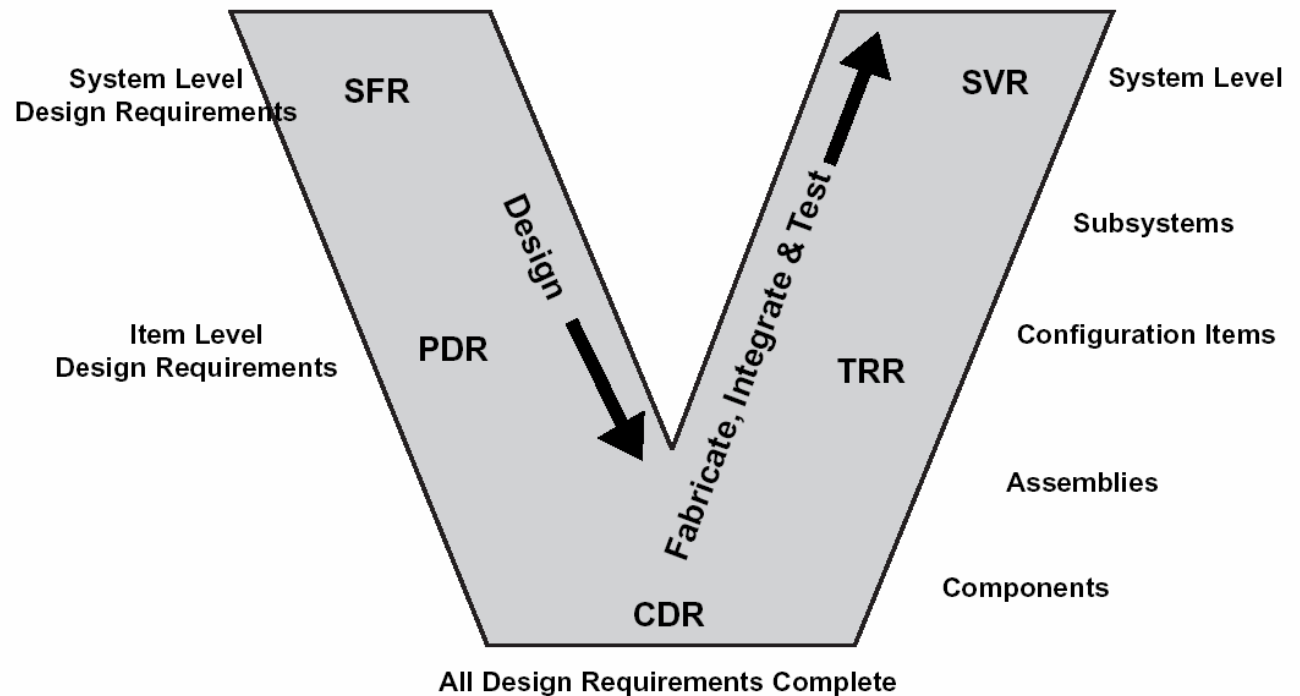 System Level
Design Requirements
SFR
SVR
System Level
Design
Fabricate, Integrate & Test
Subsystems
Item Level
Design Requirements
PDR
TRR
Configuration Items
Assemblies
Components
CDR
All Design Requirements Complete